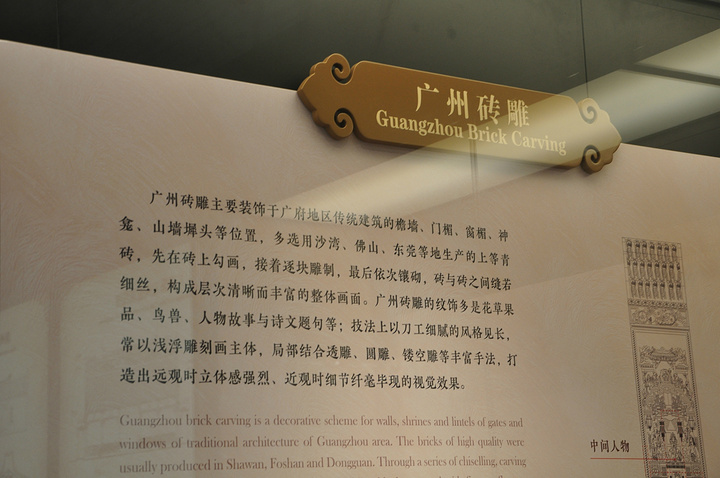 广州砖雕
Guangzhou Brick Carving
广州砖雕主要装饰于广府地区传统建筑的檐墙、门楣、窗楣、神
龛、山墙墀头等位置，多选用沙湾、佛山、东莞等地生产的上等青
砖，先在砖上勾画，接着逐块雕制，最后依次镶砌，砖与砖之间缝若
细丝，构成层次清晰而丰富的整体画面。广州砖雕的纹饰多是花草果
品、鸟兽、人物故事与诗文题句等；技法上以刀工细腻的风格见长，
常以浅浮雕刻画主体，局部结合透雕、圆雕、镂空雕等丰富手法，打
造出远观时立体感强烈、近观时细节纤毫毕现的视觉效果。
Guangzhou brick carving is a decorative scheme for walls, shrines and lintels of gates and
windows of traditional architecture of Guangzhou area. The bricks of high quality were
usually produced in Shawan, Foshan and Dongguan. Through a series of chiselling, carving
中间人物